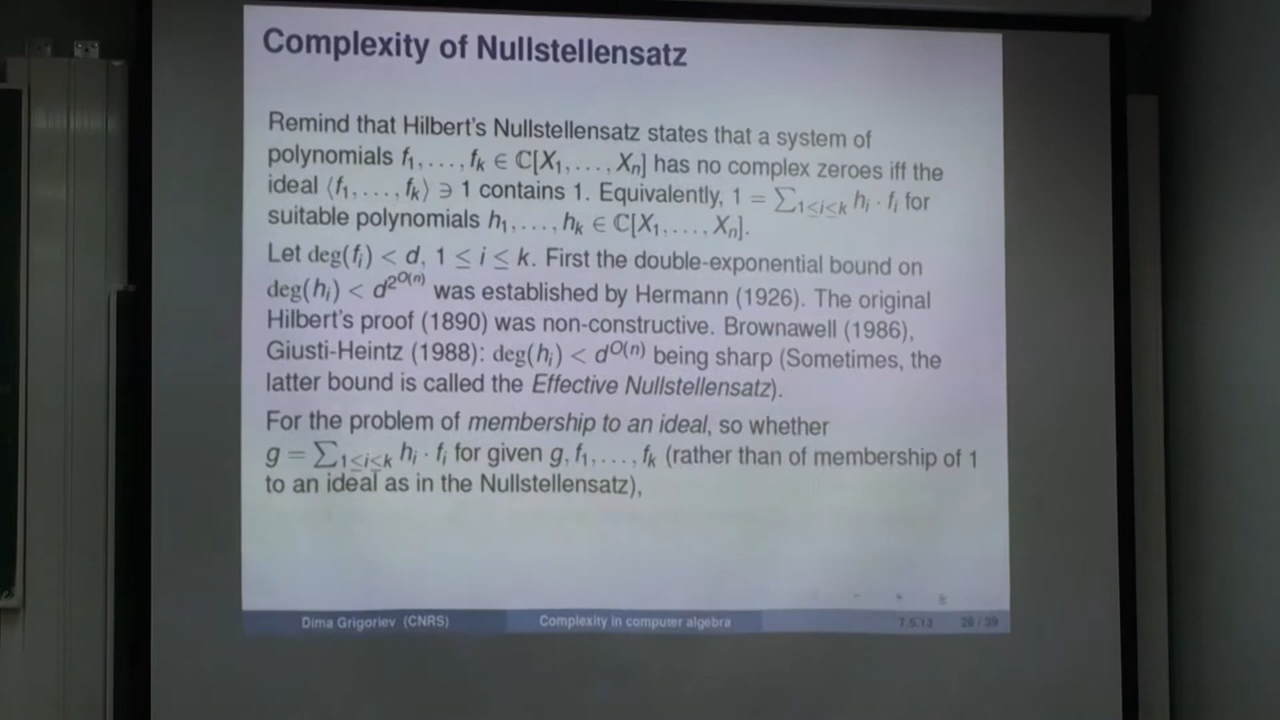 Complexity of Nullstellensatz
Remind that Hilbert's Nullstellensatz states that a system of
polynomials f₁, . . . , fₖ ∈ ℂ[X₁, . . . , Xₙ] has no complex zeroes iff the
ideal ⟨f₁, . . . , fₖ⟩ ∋ 1 contains 1. Equivalently, 1 = ∑₁≤i≤k hᵢ · fᵢ for
suitable polynomials h₁, . . . , hₖ ∈ ℂ[X₁, . . . , Xₙ].
Let deg(fᵢ) < d, 1 ≤ i ≤ k. First the double-exponential bound on
deg(hᵢ) < d^{2^{O(n)}} was established by Hermann (1926). The original
Hilbert's proof (1890) was non-constructive. Brownawell (1986),
Giusti-Heintz (1988): deg(hᵢ) < d^{O(n)} being sharp (Sometimes, the
latter bound is called the Effective Nullstellensatz).
For the problem of membership to an ideal, so whether
g = ∑₁≤i≤k hᵢ · fᵢ for given g, f₁, . . . , fₖ (rather than of membership of 1
to an ideal as in the Nullstellensatz),
Dima Grigoriev (CNRS) Complexity in computer algebra 7.5.13 26 / 39